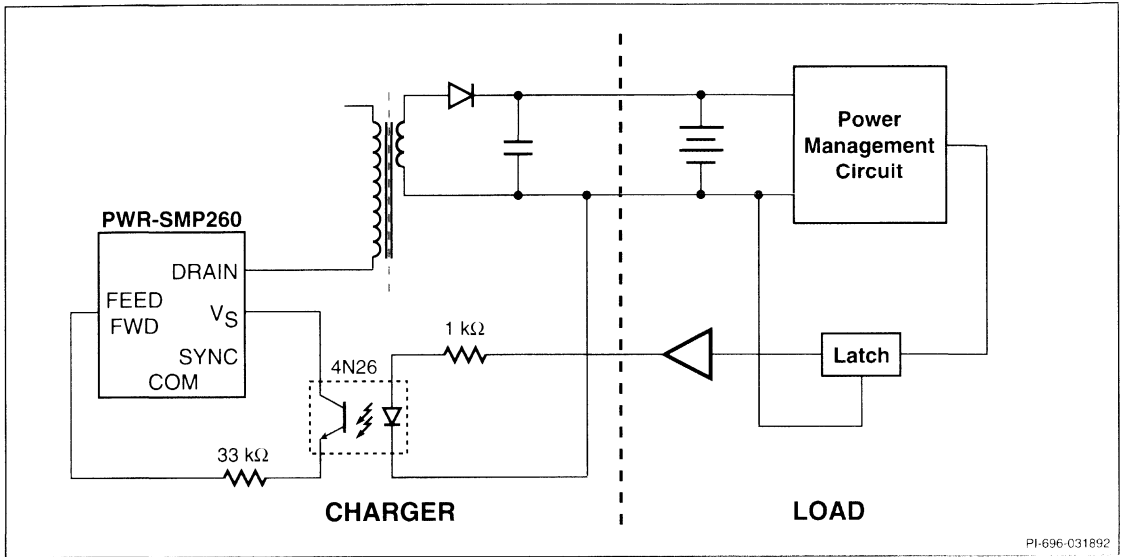 Power
Management
Circuit
PWR-SMP260
DRAIN
FEED
FWD
VS
SYNC
COM
1 kΩ
4N26
Latch
33 kΩ
CHARGER
LOAD
PI-696-031892